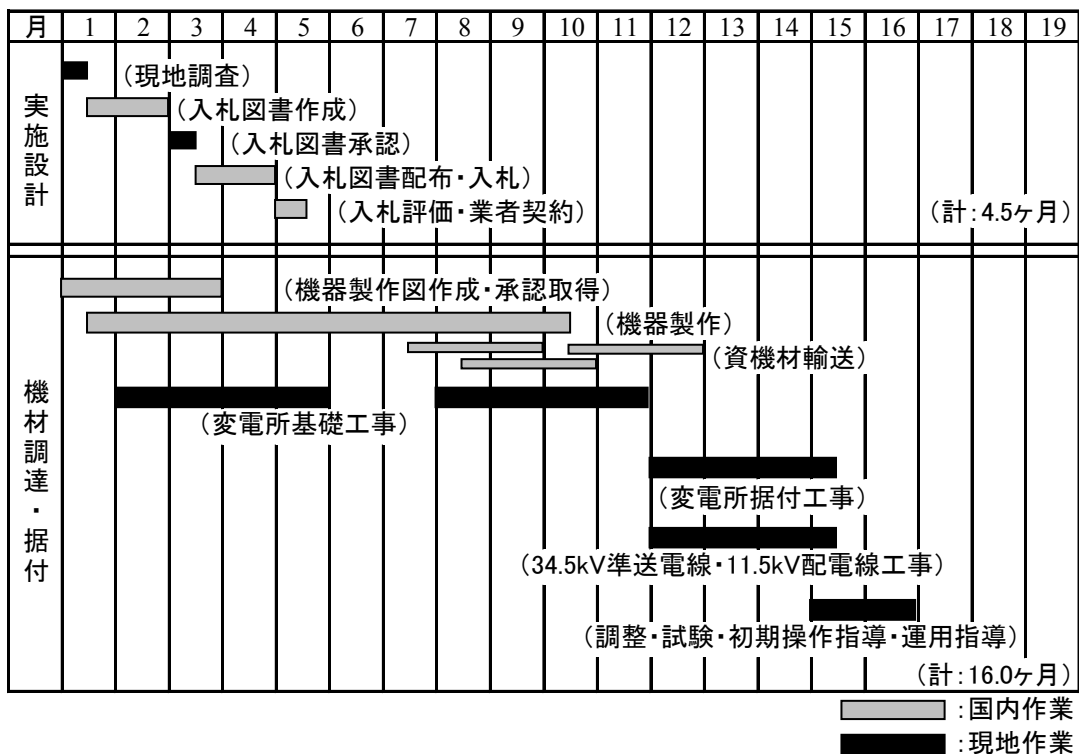 月 1 2 3 4 5 6 7 8 9 10 11 12 13 14 15 16 17 18 19
実施設計
(現地調査)
(入札図書作成)
(入札図書承認)
(入札図書配布・入札)
(入札評価・業者契約)
(計:4.5ヶ月)
機材調達・据付
(機器製作図作成・承認取得)
(機器製作)
(資機材輸送)
(変電所基礎工事)
(変電所据付工事)
(34.5kV準送電線・11.5kV配電線工事)
(調整・試験・初期操作指導・運用指導)
(計:16.0ヶ月)
:国内作業
:現地作業